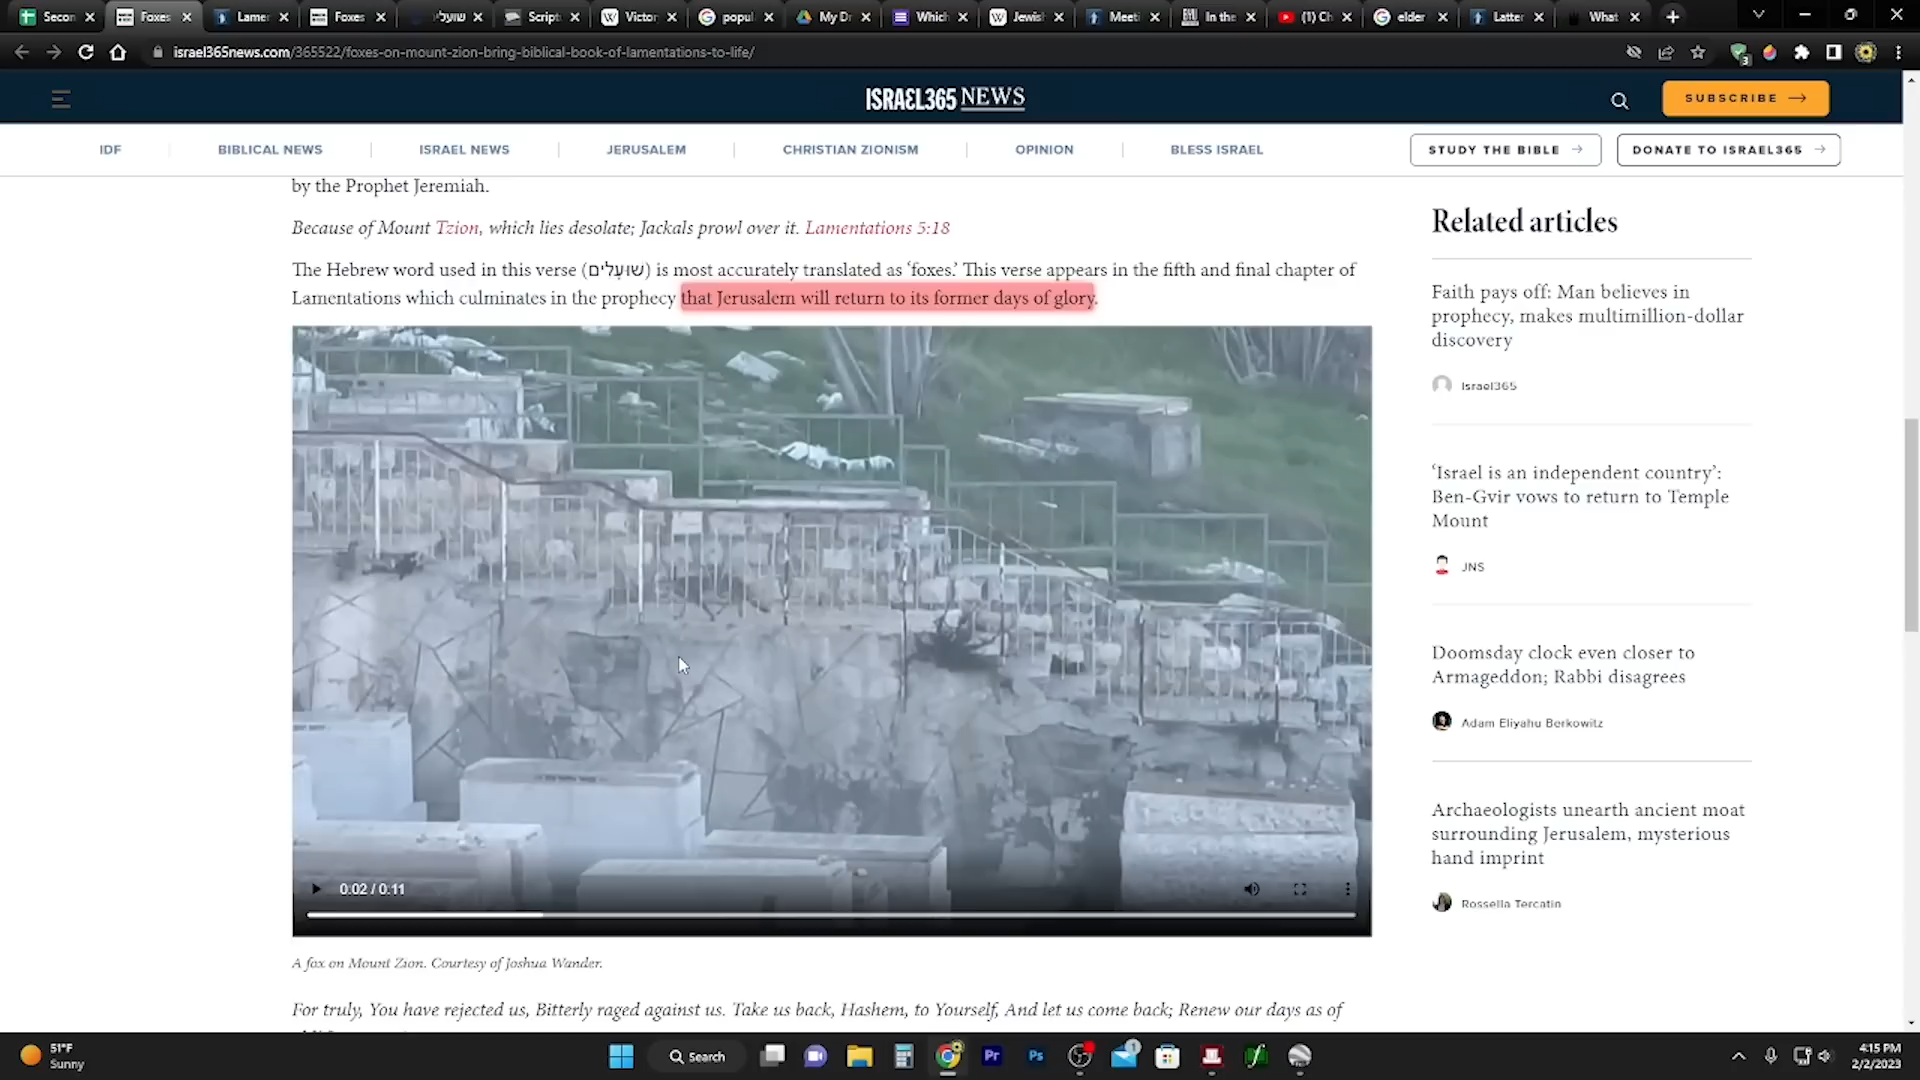 Secon
Foxes
Lamer
Foxes
שועלי
Script
Victor
popul
My Dr
Which
Jewish
Meeti
In the
(1) Ch
elder
Latter
What
israel365news.com/365522/foxes-on-mount-zion-bring-biblical-book-of-lamentations-to-life/
3
ISRAEL365 NEWS
SUBSCRIBE →
IDF
BIBLICAL NEWS
ISRAEL NEWS
JERUSALEM
CHRISTIAN ZIONISM
OPINION
BLESS ISRAEL
STUDY THE BIBLE →
DONATE TO ISRAEL365 →
by the Prophet Jeremiah.
Because of Mount Tzion, which lies desolate; Jackals prowl over it. Lamentations 5:18
The Hebrew word used in this verse (שׁוּעָלִים) is most accurately translated as ‘foxes.’ This verse appears in the fifth and final chapter of
Lamentations which culminates in the prophecy that Jerusalem will return to its former days of glory.
0:02 / 0:11
A fox on Mount Zion. Courtesy of Joshua Wander.
For truly, You have rejected us, Bitterly raged against us. Take us back, Hashem, to Yourself, And let us come back; Renew our days as of
Related articles
Faith pays off: Man believes in
prophecy, makes multimillion-dollar
discovery
Israel365
‘Israel is an independent country’:
Ben-Gvir vows to return to Temple
Mount
JNS
Doomsday clock even closer to
Armageddon; Rabbi disagrees
Adam Eliyahu Berkowitz
Archaeologists unearth ancient moat
surrounding Jerusalem, mysterious
hand imprint
Rossella Tercatin
51°F
Sunny
Search
Pr
Ps
1
4:15 PM
2/2/2023